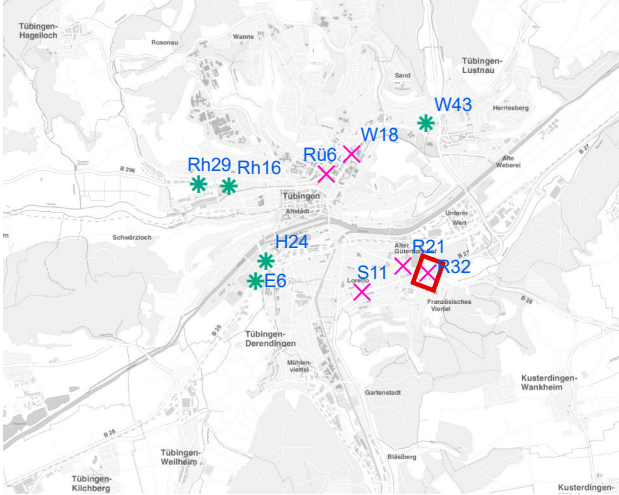 Tübingen-
Hagelloch
Rosenau
Wanne
Sand
Tübingen-
Lustnau
W43
Herrlesberg
W18
Rü6
Alte
Weberei
B 27
Rh29
Rh16
B 296
Tübingen
Altstadt
Unterer
Wert
Schwärzloch
H24
R21
Alter
B 27
E6
S11
R32
Loretto
Französisches
Viertel
B 28
B 28
Tübingen-
Derendingen
Mühlen-
viertel
Gartenstadt
Kusterdingen-
Wankheim
B 28
Tübingen-
Weilheim
Bläsiberg
Tübingen-
Kilchberg
Kusterdingen-